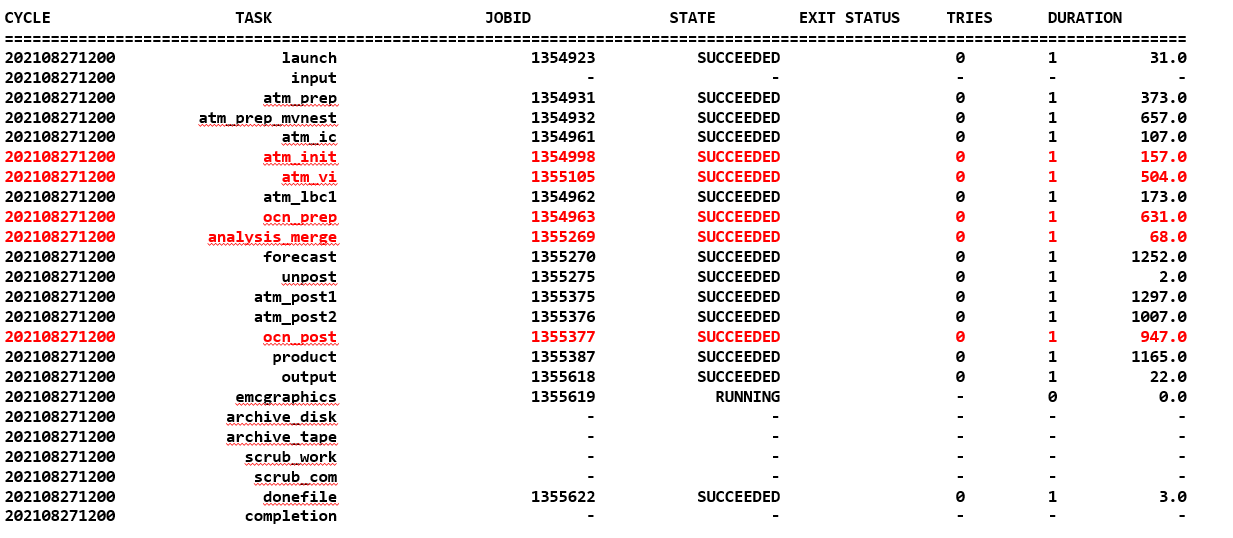 CYCLE TASK JOBID STATE EXIT STATUS TRIES DURATION
================================================================================================================================
202108271200 launch 1354923 SUCCEEDED 0 1 31.0
202108271200 input - - - - -
202108271200 atm_prep 1354931 SUCCEEDED 0 1 373.0
202108271200 atm_prep_mvnest 1354932 SUCCEEDED 0 1 657.0
202108271200 atm_ic 1354961 SUCCEEDED 0 1 107.0
202108271200 atm_init 1354998 SUCCEEDED 0 1 157.0
202108271200 atm_vi 1355105 SUCCEEDED 0 1 504.0
202108271200 atm_lbc1 1354962 SUCCEEDED 0 1 173.0
202108271200 ocn_prep 1354963 SUCCEEDED 0 1 631.0
202108271200 analysis_merge 1355269 SUCCEEDED 0 1 68.0
202108271200 forecast 1355270 SUCCEEDED 0 1 1252.0
202108271200 unpost 1355275 SUCCEEDED 0 1 2.0
202108271200 atm_post1 1355375 SUCCEEDED 0 1 1297.0
202108271200 atm_post2 1355376 SUCCEEDED 0 1 1007.0
202108271200 ocn_post 1355377 SUCCEEDED 0 1 947.0
202108271200 product 1355387 SUCCEEDED 0 1 1165.0
202108271200 output 1355618 SUCCEEDED 0 1 22.0
202108271200 emcgraphics 1355619 RUNNING - 0 0.0
202108271200 archive_disk - - - - -
202108271200 archive_tape - - - - -
202108271200 scrub_work - - - - -
202108271200 scrub_com - - - - -
202108271200 donefile 1355622 SUCCEEDED 0 1 3.0
202108271200 completion - - - - -